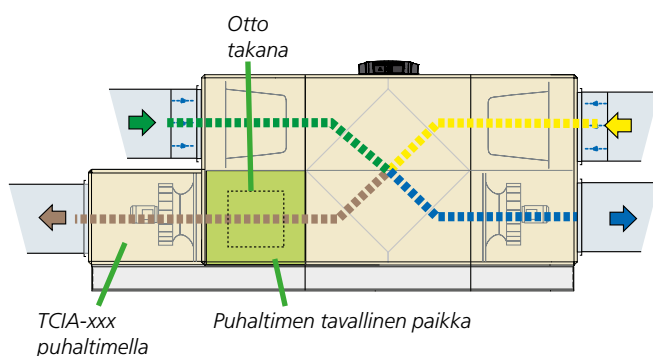 Otto
takana
TCIA-xxx
puhaltimella
Puhaltimen tavallinen paikka